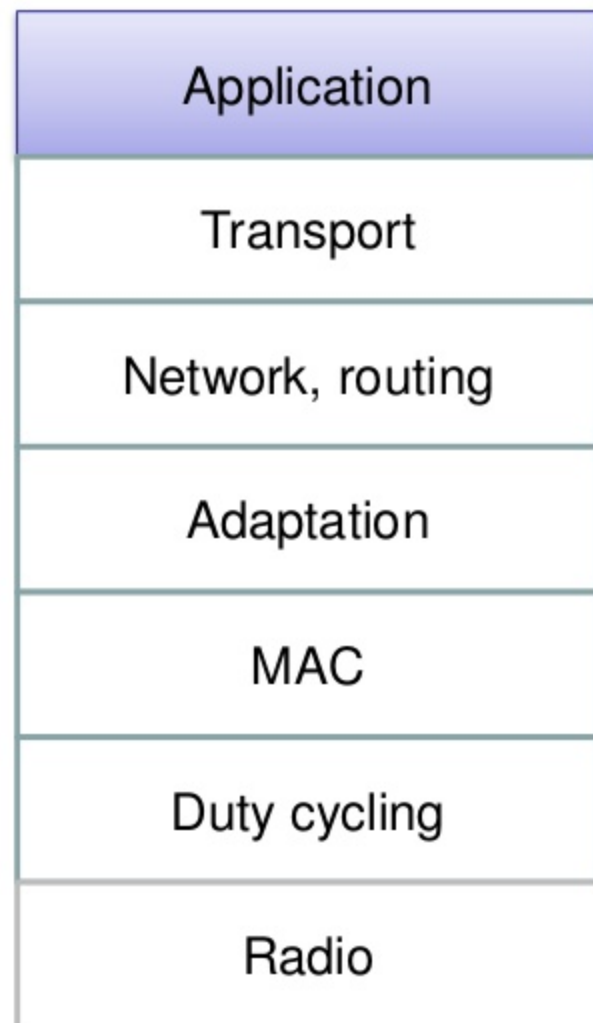 Application
Transport
Network, routing
Adaptation
MAC
Duty cycling
Radio